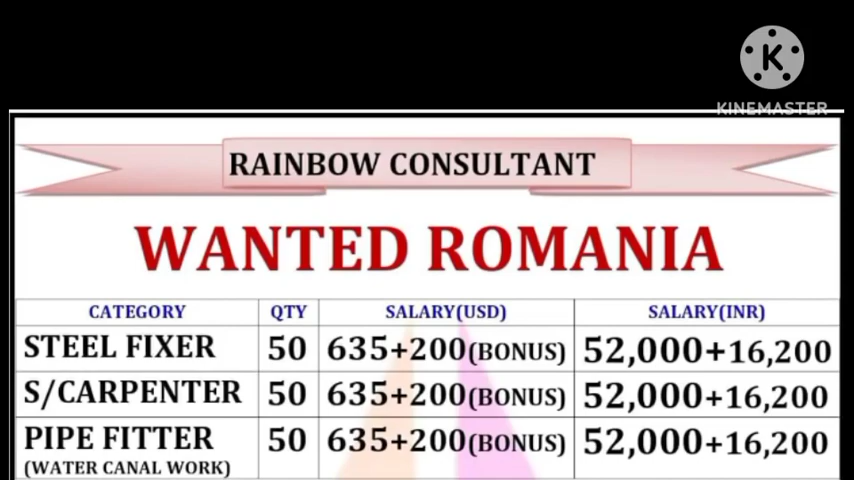 K
KINEMASTER
RAINBOW CONSULTANT
WANTED ROMANIA
CATEGORY QTY SALARY(USD) SALARY(INR)
STEEL FIXER 50 635+200(BONUS) 52,000+16,200
S/CARPENTER 50 635+200(BONUS) 52,000+16,200
PIPE FITTER 50 635+200(BONUS) 52,000+16,200
(WATER CANAL WORK)